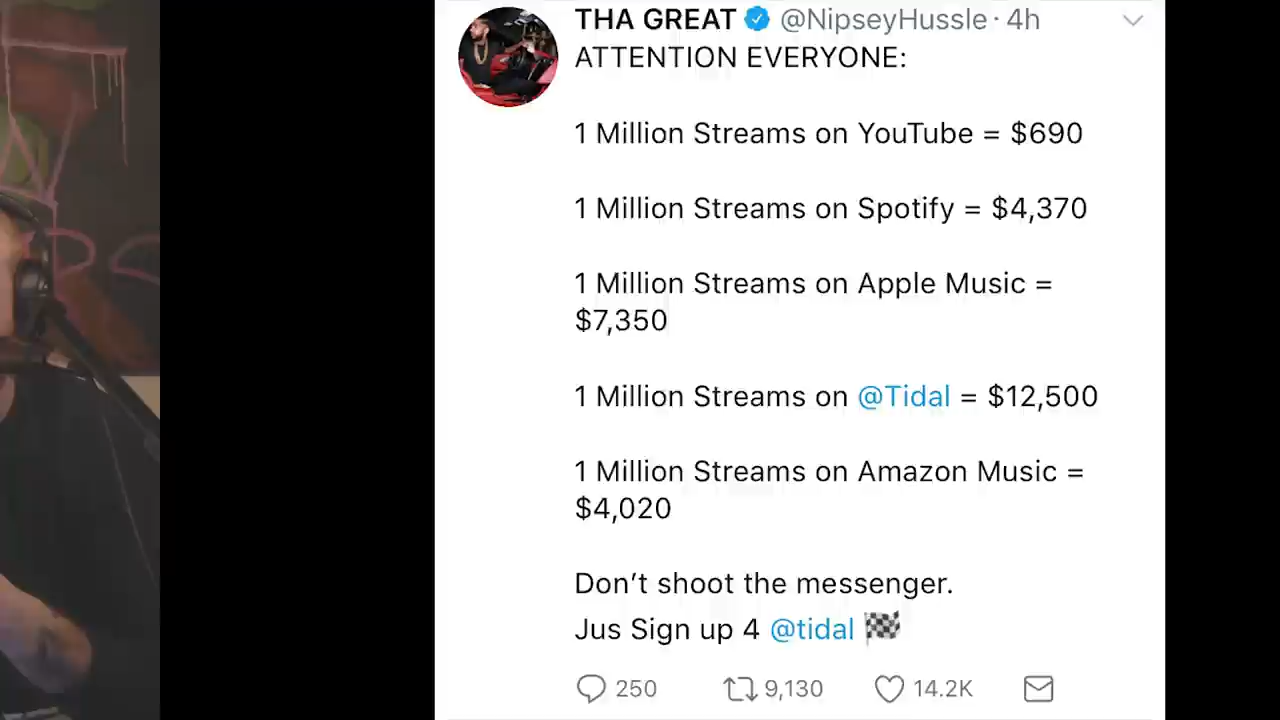 THA GREAT @NipseyHussle · 4h
ATTENTION EVERYONE:
1 Million Streams on YouTube = $690
1 Million Streams on Spotify = $4,370
1 Million Streams on Apple Music =
$7,350
1 Million Streams on @Tidal = $12,500
1 Million Streams on Amazon Music =
$4,020
Don’t shoot the messenger.
Jus Sign up 4 @tidal 🏁
250 9,130 14.2K